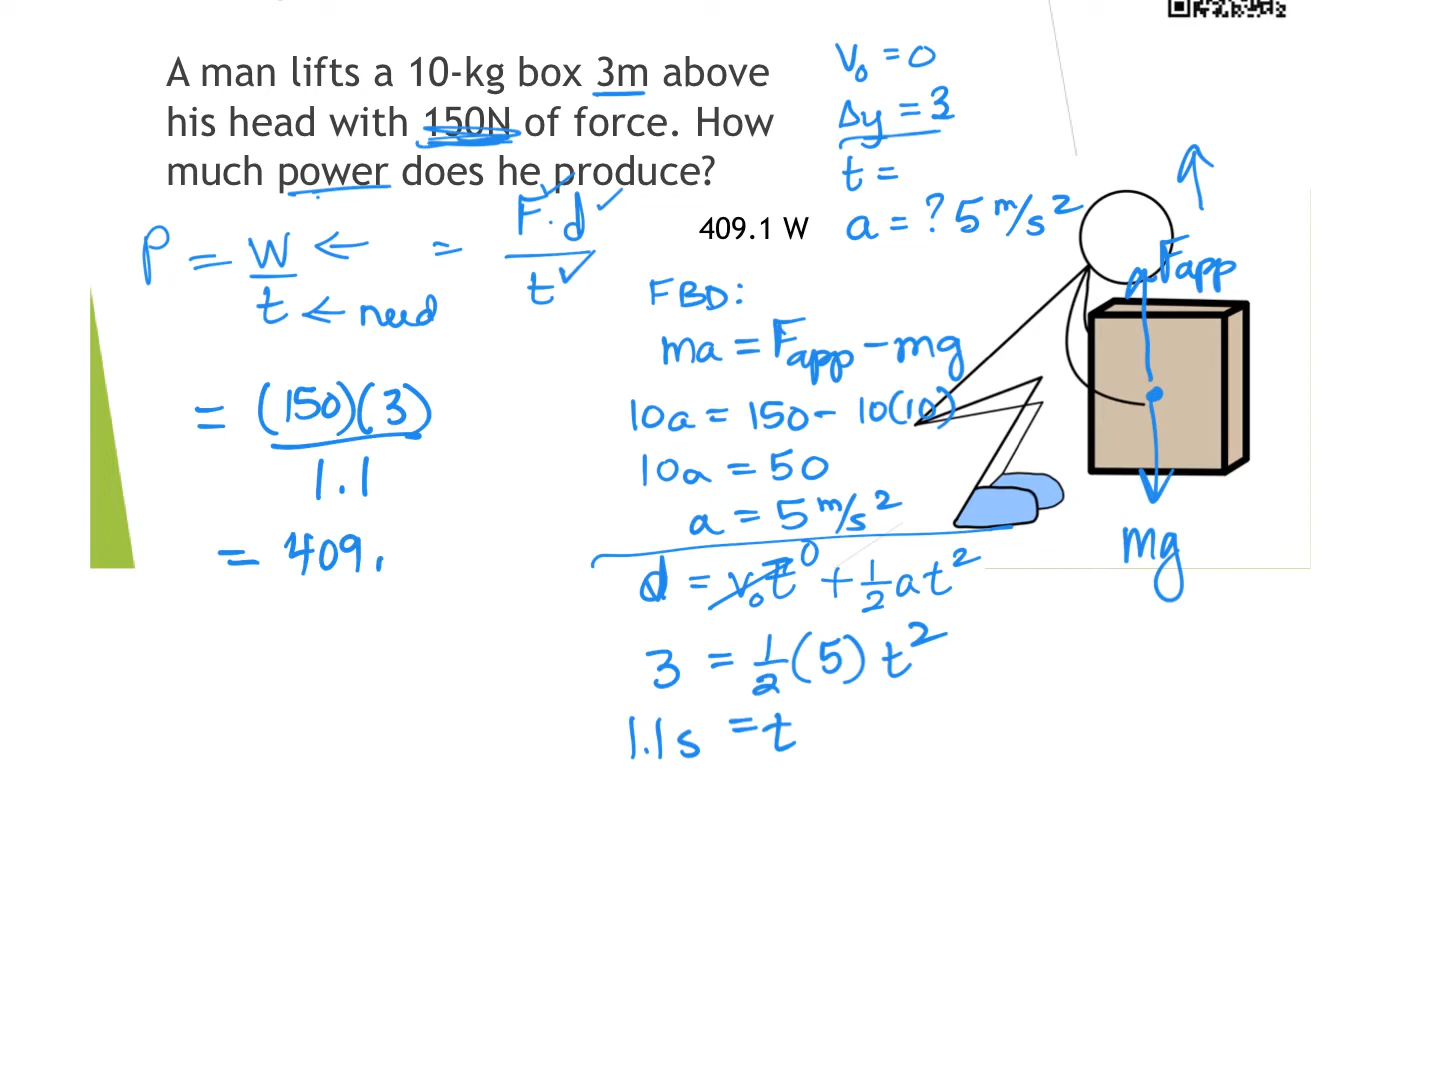 A man lifts a 10-kg box 3m above
his head with 150N of force. How
much power does he produce?
V₀ = 0
Δy = 3
t =
a = ? 5 m/s²
P = W/t ← ← need = F·d/t
409.1 W
= (150)(3)/1.1
= 409.
FBD:
ma = Fapp - mg
10a = 150 - 10(10)
10a = 50
a = 5 m/s²
d = v₀t⁰ + ½at²
3 = ½(5)t²
1.1s = t
Fapp
mg